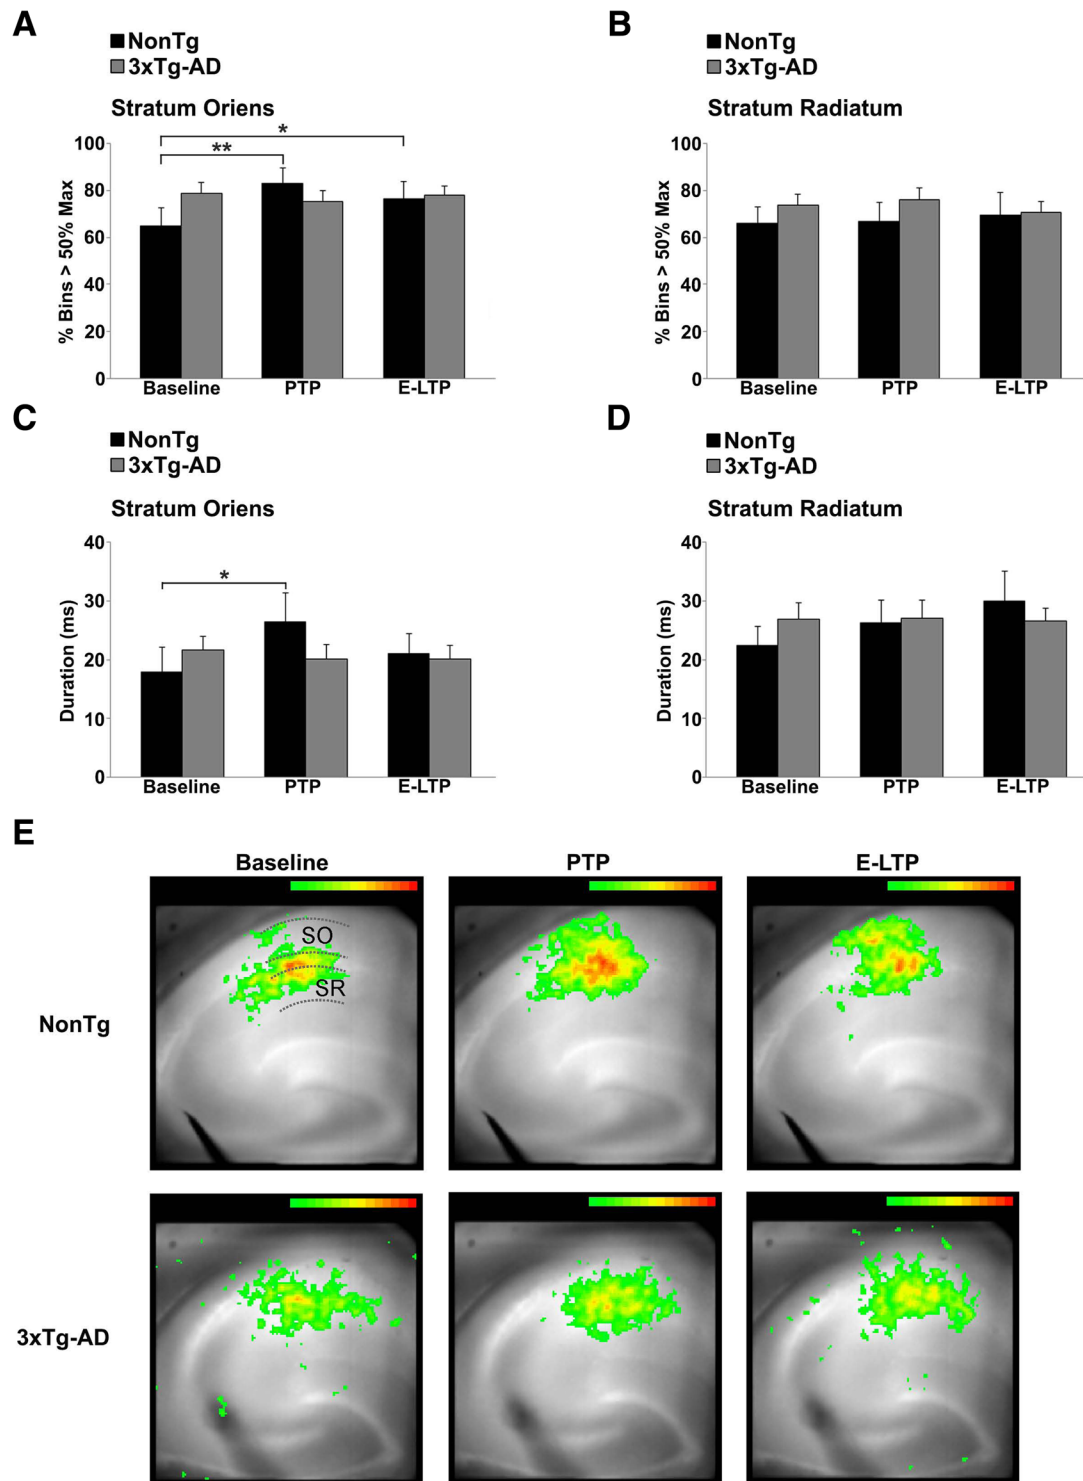 A
NonTg
3xTg-AD
Stratum Oriens
% Bins > 50% Max
100
80
60
40
20
0
**
*
Baseline PTP E-LTP
B
NonTg
3xTg-AD
Stratum Radiatum
% Bins > 50% Max
100
80
60
40
20
0
Baseline PTP E-LTP
C
NonTg
3xTg-AD
Stratum Oriens
Duration (ms)
40
30
20
10
0
*
Baseline PTP E-LTP
D
NonTg
3xTg-AD
Stratum Radiatum
Duration (ms)
40
30
20
10
0
Baseline PTP E-LTP
E
Baseline PTP E-LTP
NonTg
SO
SR
3xTg-AD